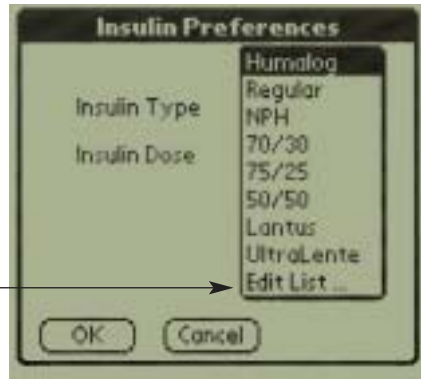 Insulin Preferences
Humalog
Regular
Insulin Type
NPH
70/30
Insulin Dose
75/25
50/50
Lantus
UltraLente
Edit List ...
OK
Cancel